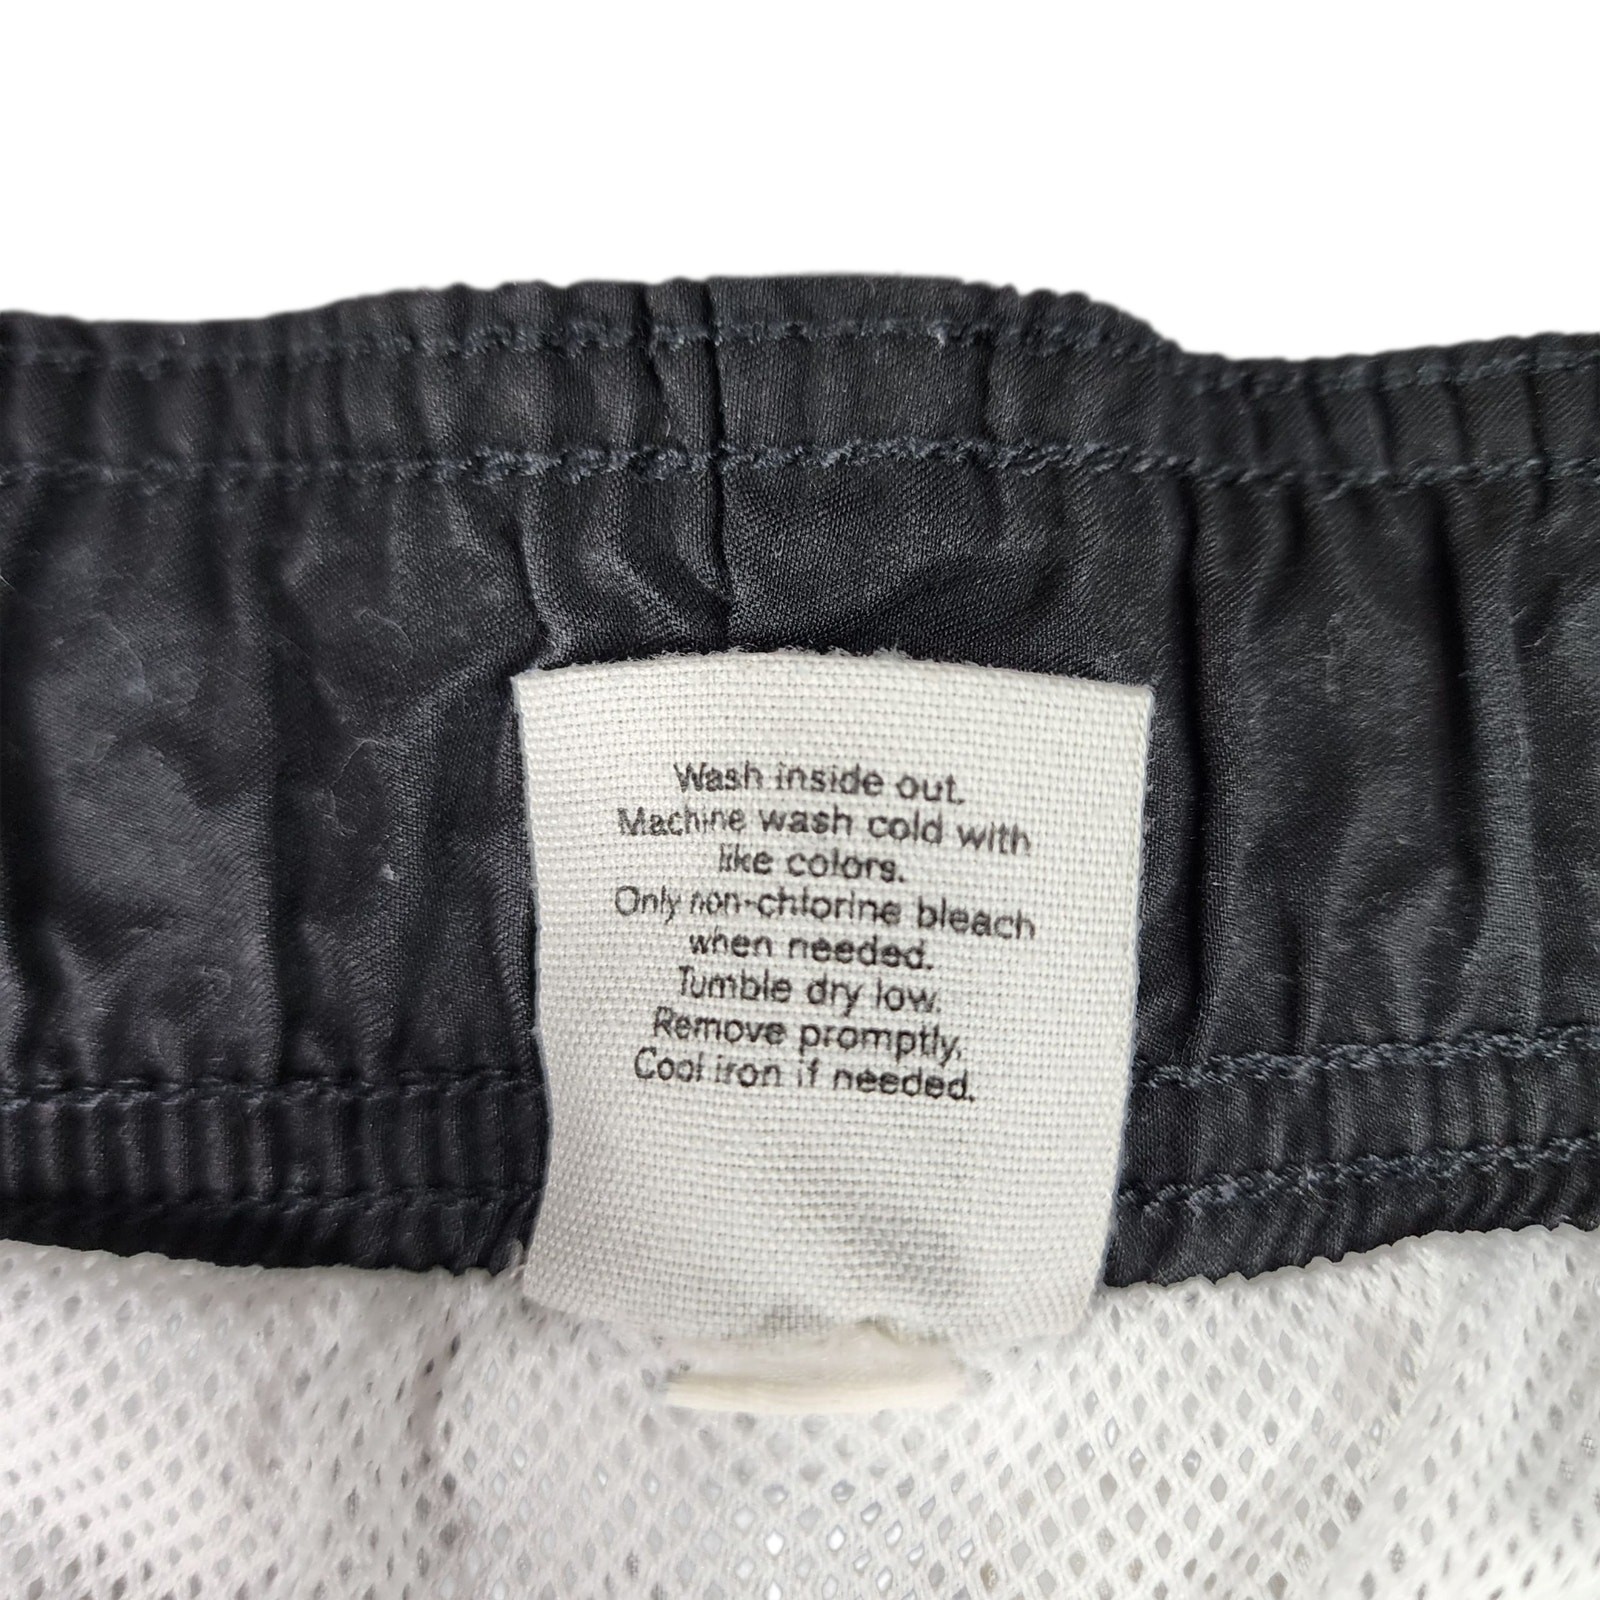 Wash inside out.
Machine wash cold with
like colors.
Only non-chlorine bleach
when needed.
Tumble dry low.
Remove promptly.
Cool iron if needed.